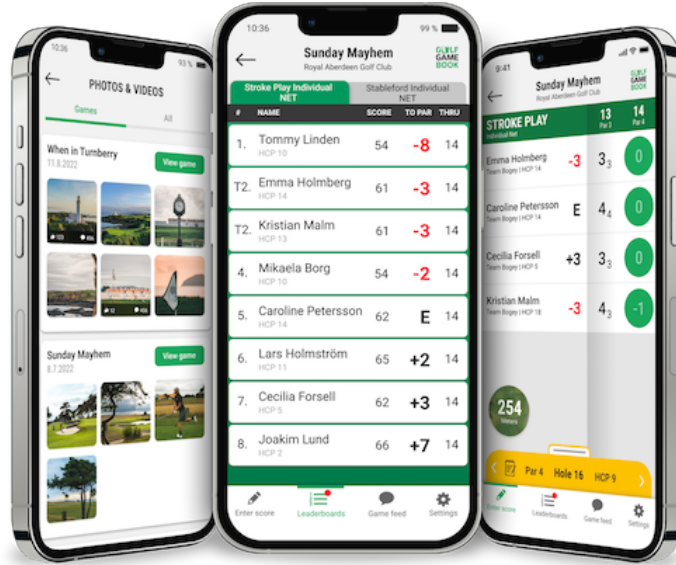 10:36
93 %
PHOTOS & VIDEOS
Games
All
When in Turnberry
11.8.2022
View game
Sunday Mayhem
8.7.2022
View game
10:36
99 %
Sunday Mayhem
Royal Aberdeen Golf Club
GOLF
GAME
BOOK
Stroke Play Individual
NET
Stableford Individual
NET
# NAME SCORE TO PAR THRU
1. Tommy Linden 54 -8 14
HCP 10
T2. Emma Holmberg 61 -3 14
HCP 14
T2. Kristian Malm 61 -3 14
HCP 13
4. Mikaela Borg 54 -2 14
HCP 10
5. Caroline Petersson 62 E 14
HCP 14
6. Lars Holmström 65 +2 14
HCP 11
7. Cecilia Forsell 62 +3 14
HCP 5
8. Joakim Lund 66 +7 14
HCP 2
Enter score
Leaderboards
Game feed
Settings
9:41
Sunday Mayhem
Royal Aberdeen Golf Club
GOLF
GAME
BOOK
STROKE PLAY 13 14
Individual Net Par 3 Par 4
Emma Holmberg -3 3 3 0
Team Bogey | HCP 14
Caroline Petersson E 4 4 0
Team Bogey | HCP 14
Cecilia Forsell +3 3 3 0
Team Bogey | HCP 5
Kristian Malm -3 4 3 -1
Team Bogey | HCP 18
254
Meters
Par 4 Hole 16 HCP 9
Enter score
Leaderboards
Game feed
Settings